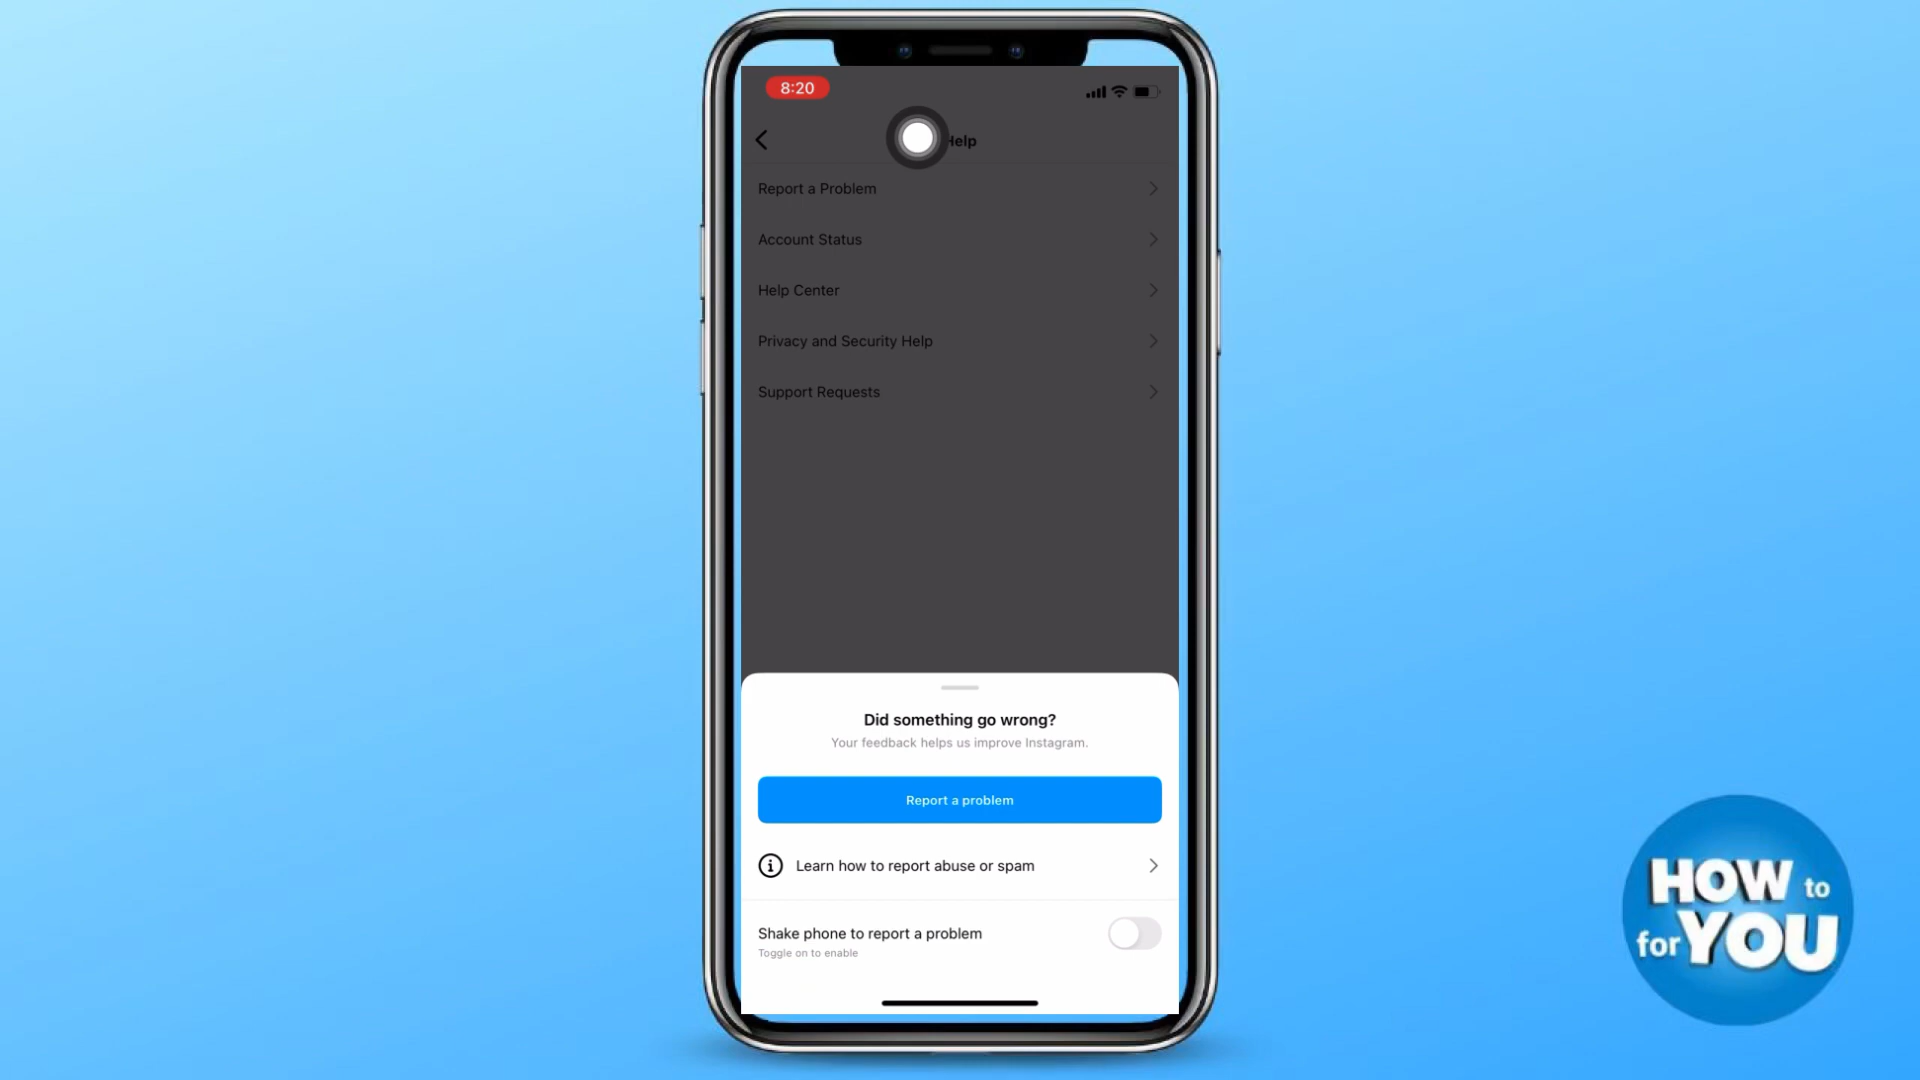 8:20
Help
Report a Problem
Account Status
Help Center
Privacy and Security Help
Support Requests
Did something go wrong?
Your feedback helps us improve Instagram.
Report a problem
Learn how to report abuse or spam
Shake phone to report a problem
Toggle on to enable
HOW to
for YOU